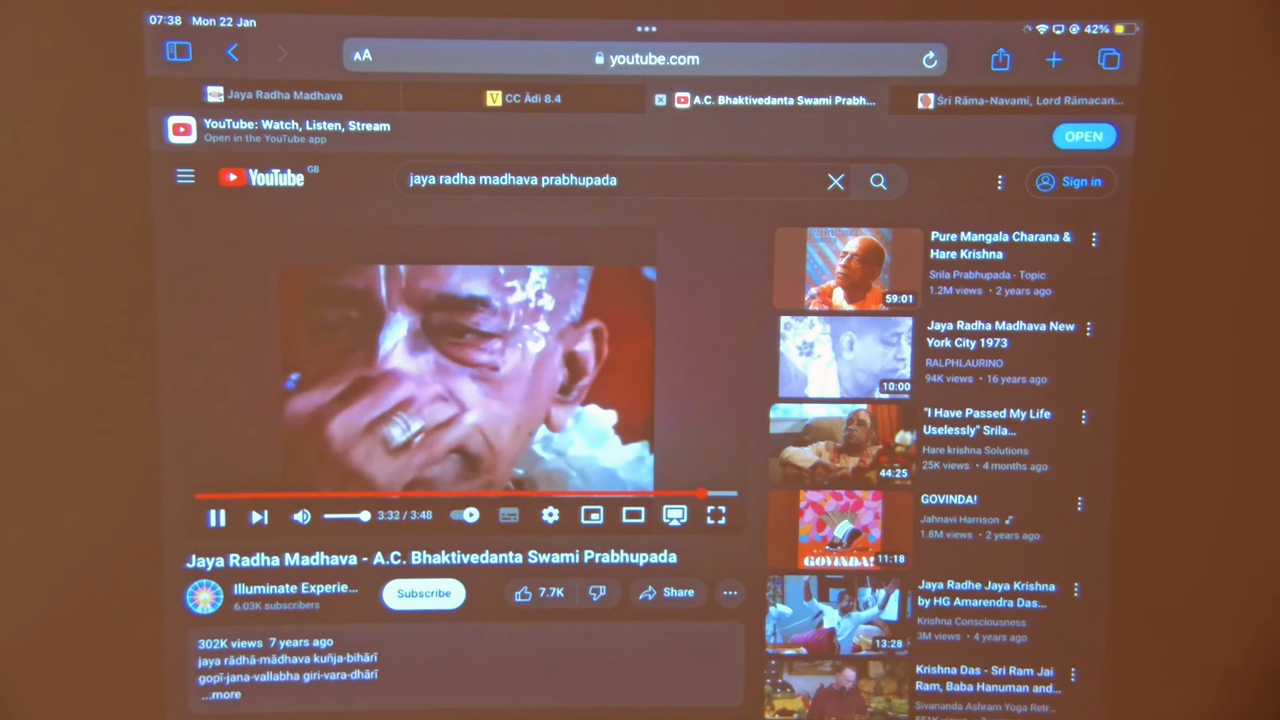 07:38 Mon 22 Jan
42%
AA
youtube.com
Jaya Radha Madhava
CC Ādi 8.4
A.C. Bhaktivedanta Swami Prabh...
Śrī Rāma-Navamī, Lord Rāmacan...
YouTube: Watch, Listen, Stream
Open in the YouTube app
OPEN
YouTube GB
jaya radha madhava prabhupada
Sign in
3:32 / 3:48
Jaya Radha Madhava - A.C. Bhaktivedanta Swami Prabhupada
Illuminate Experie...
6.03K subscribers
Subscribe
7.7K
Share
302K views 7 years ago
jaya rādhā-mādhava kuñja-bihārī
gopī-jana-vallabha giri-vara-dhārī
...more
59:01
Pure Mangala Charana &
Hare Krishna
Srila Prabhupada - Topic
1.2M views • 2 years ago
10:00
Jaya Radha Madhava New
York City 1973
RALPHLAURINO
94K views • 16 years ago
44:25
"I Have Passed My Life
Uselessly" Srila...
Hare krishna Solutions
25K views • 4 months ago
GOVINDA!
11:18
GOVINDA!
Jahnavi Harrison
1.8M views • 2 years ago
13:28
Jaya Radhe Jaya Krishna
by HG Amarendra Das...
Krishna Consciousness
3M views • 4 years ago
Krishna Das - Sri Ram Jai
Ram, Baba Hanuman and...
Sivananda Ashram Yoga Retr...